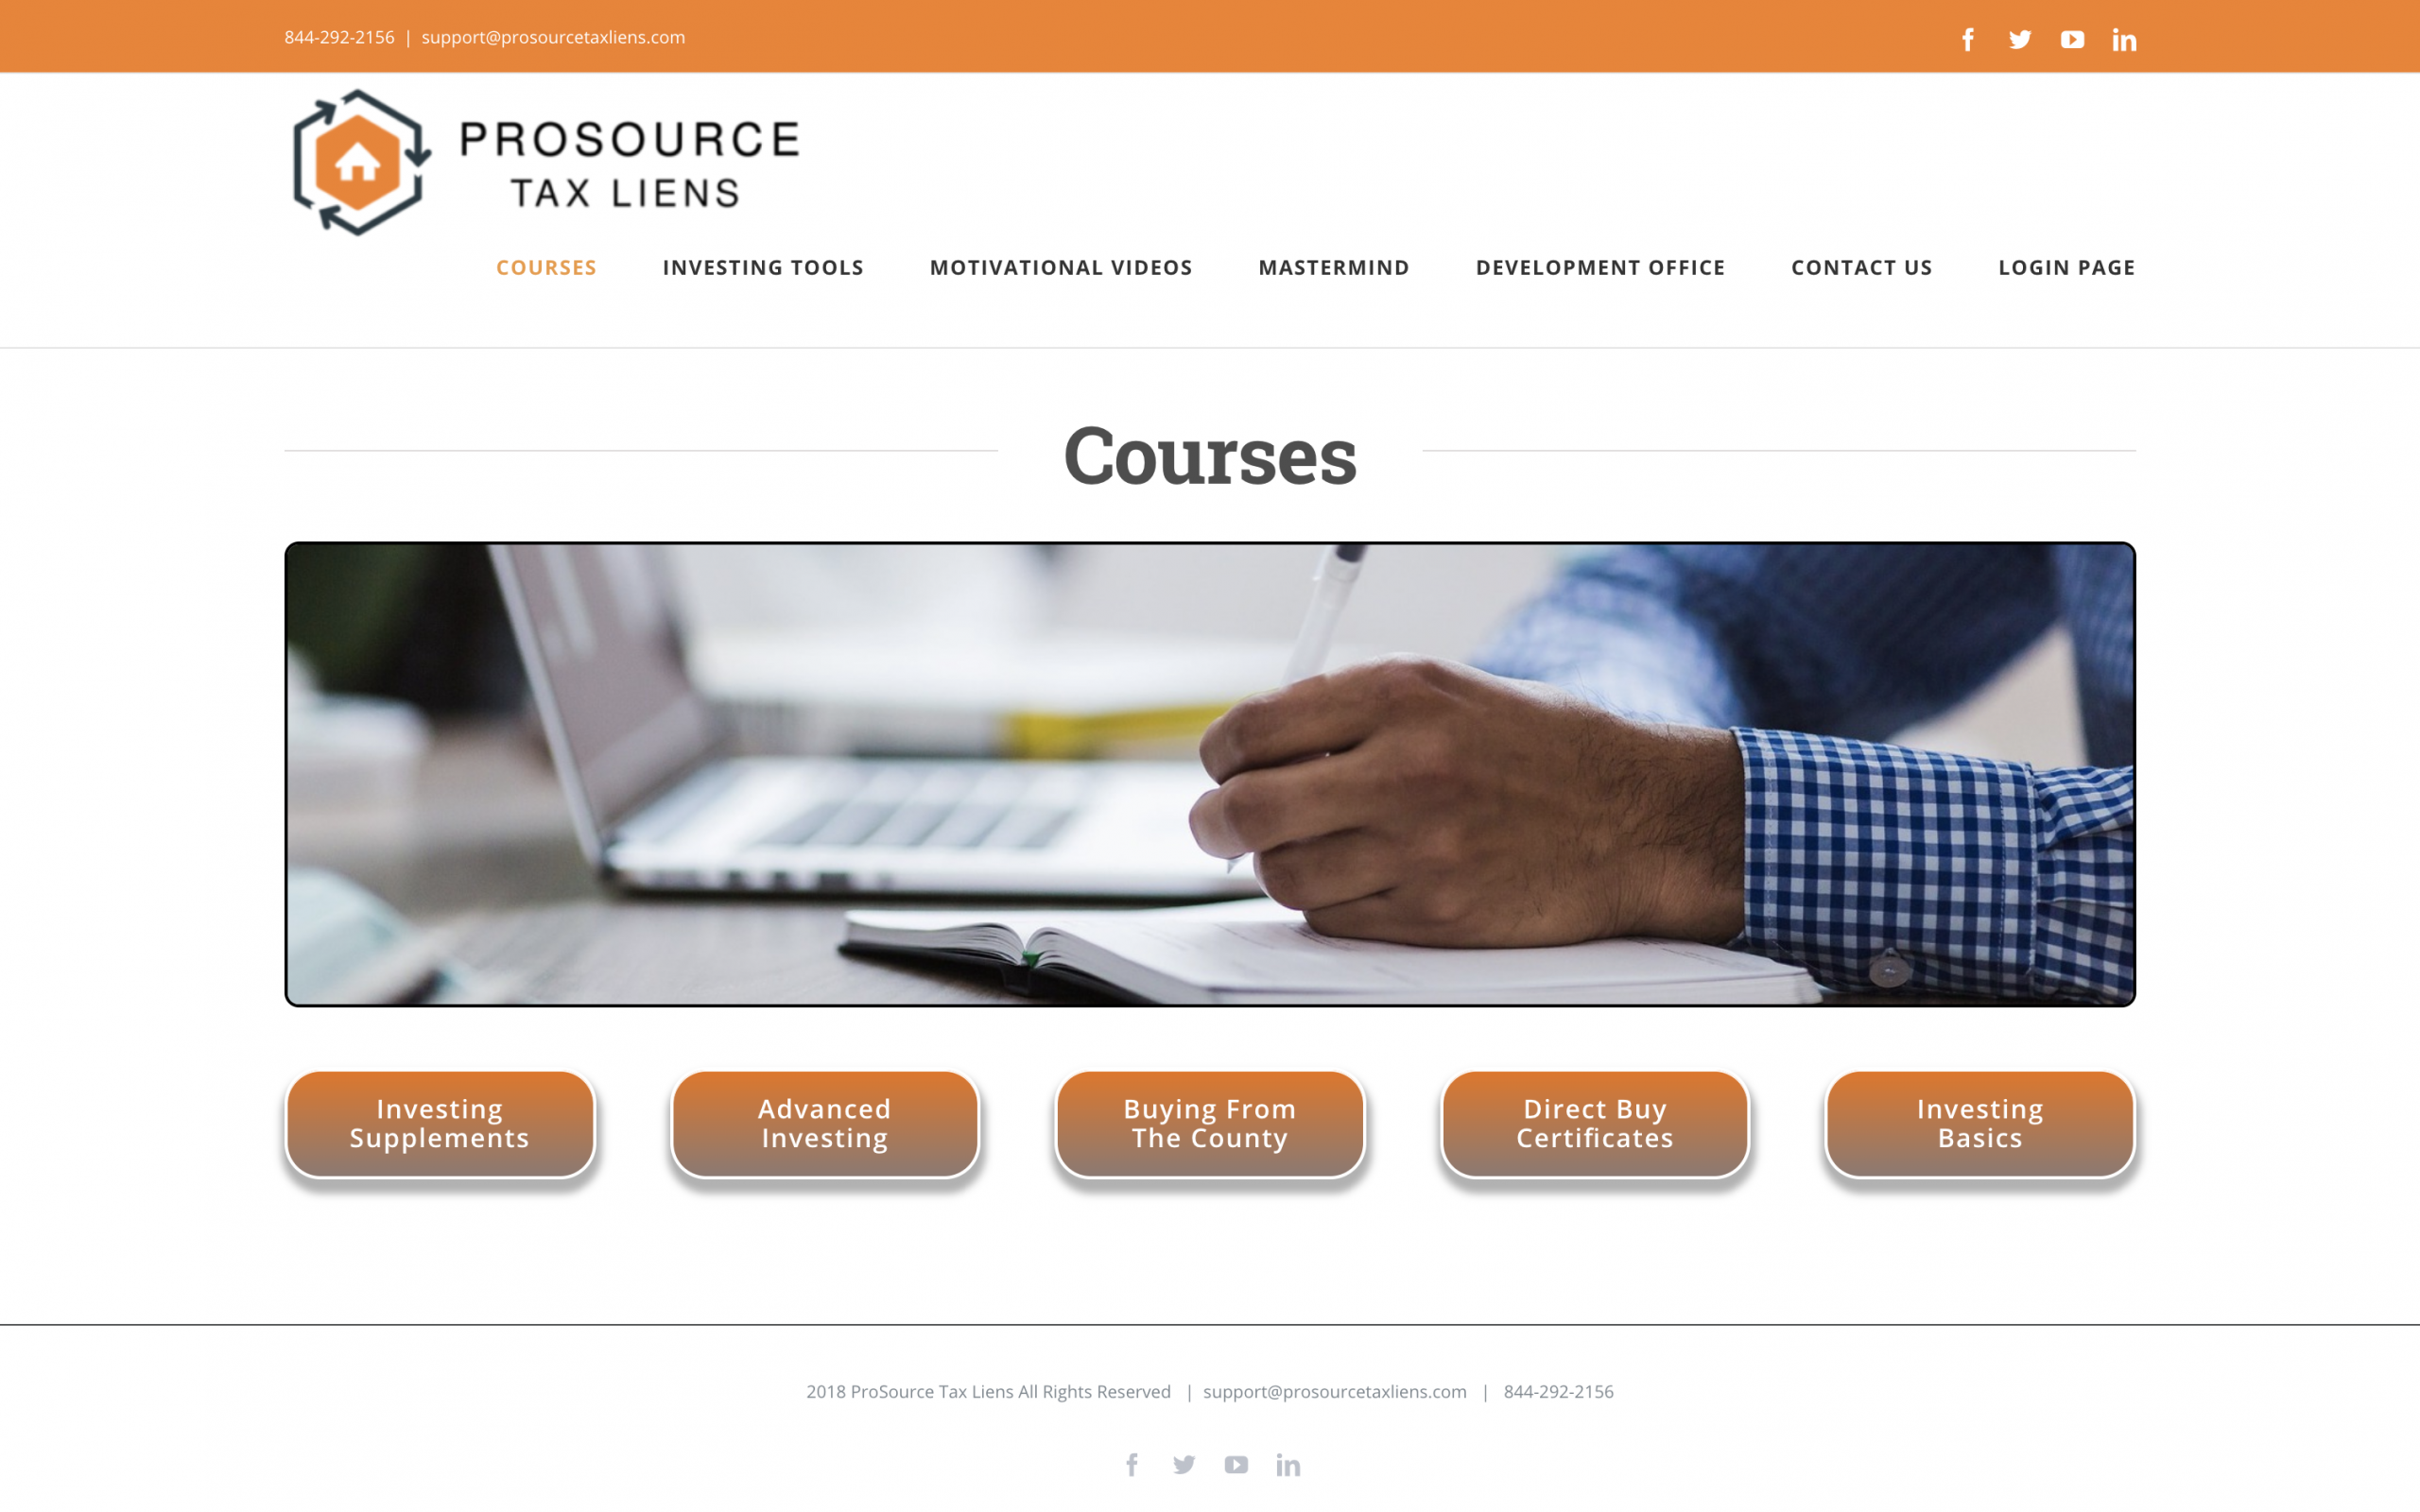 844-292-2156 | support@prosourcetaxliens.com
PROSOURCE
TAX LIENS
COURSES INVESTING TOOLS MOTIVATIONAL VIDEOS MASTERMIND DEVELOPMENT OFFICE CONTACT US LOGIN PAGE
Courses
Investing
Supplements
Advanced
Investing
Buying From
The County
Direct Buy
Certificates
Investing
Basics
2018 ProSource Tax Liens All Rights Reserved | support@prosourcetaxliens.com | 844-292-2156